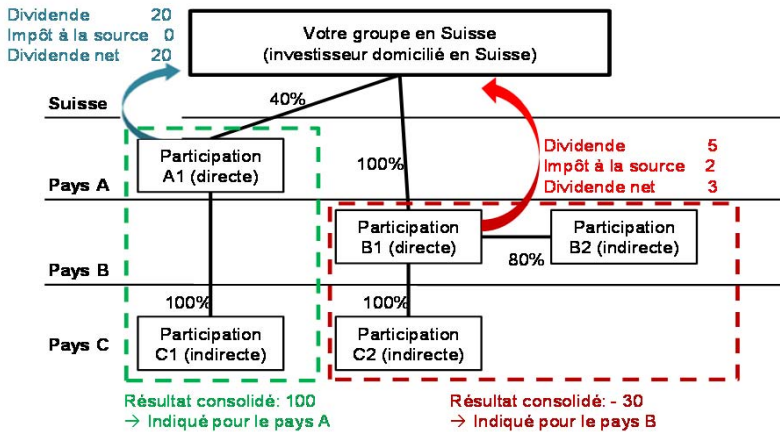 Dividende 20
Impôt à la source 0
Dividende net 20
Votre groupe en Suisse
(investisseur domicilié en Suisse)
Suisse
40%
Participation
A1 (directe)
100%
Dividende 5
Impôt à la source 2
Dividende net 3
Pays A
Participation
B1 (directe)
Participation
B2 (indirecte)
80%
Pays B
100%
100%
Pays C
Participation
C1 (indirecte)
Participation
C2 (indirecte)
Résultat consolidé: 100
→ Indiqué pour le pays A
Résultat consolidé: - 30
→ Indiqué pour le pays B